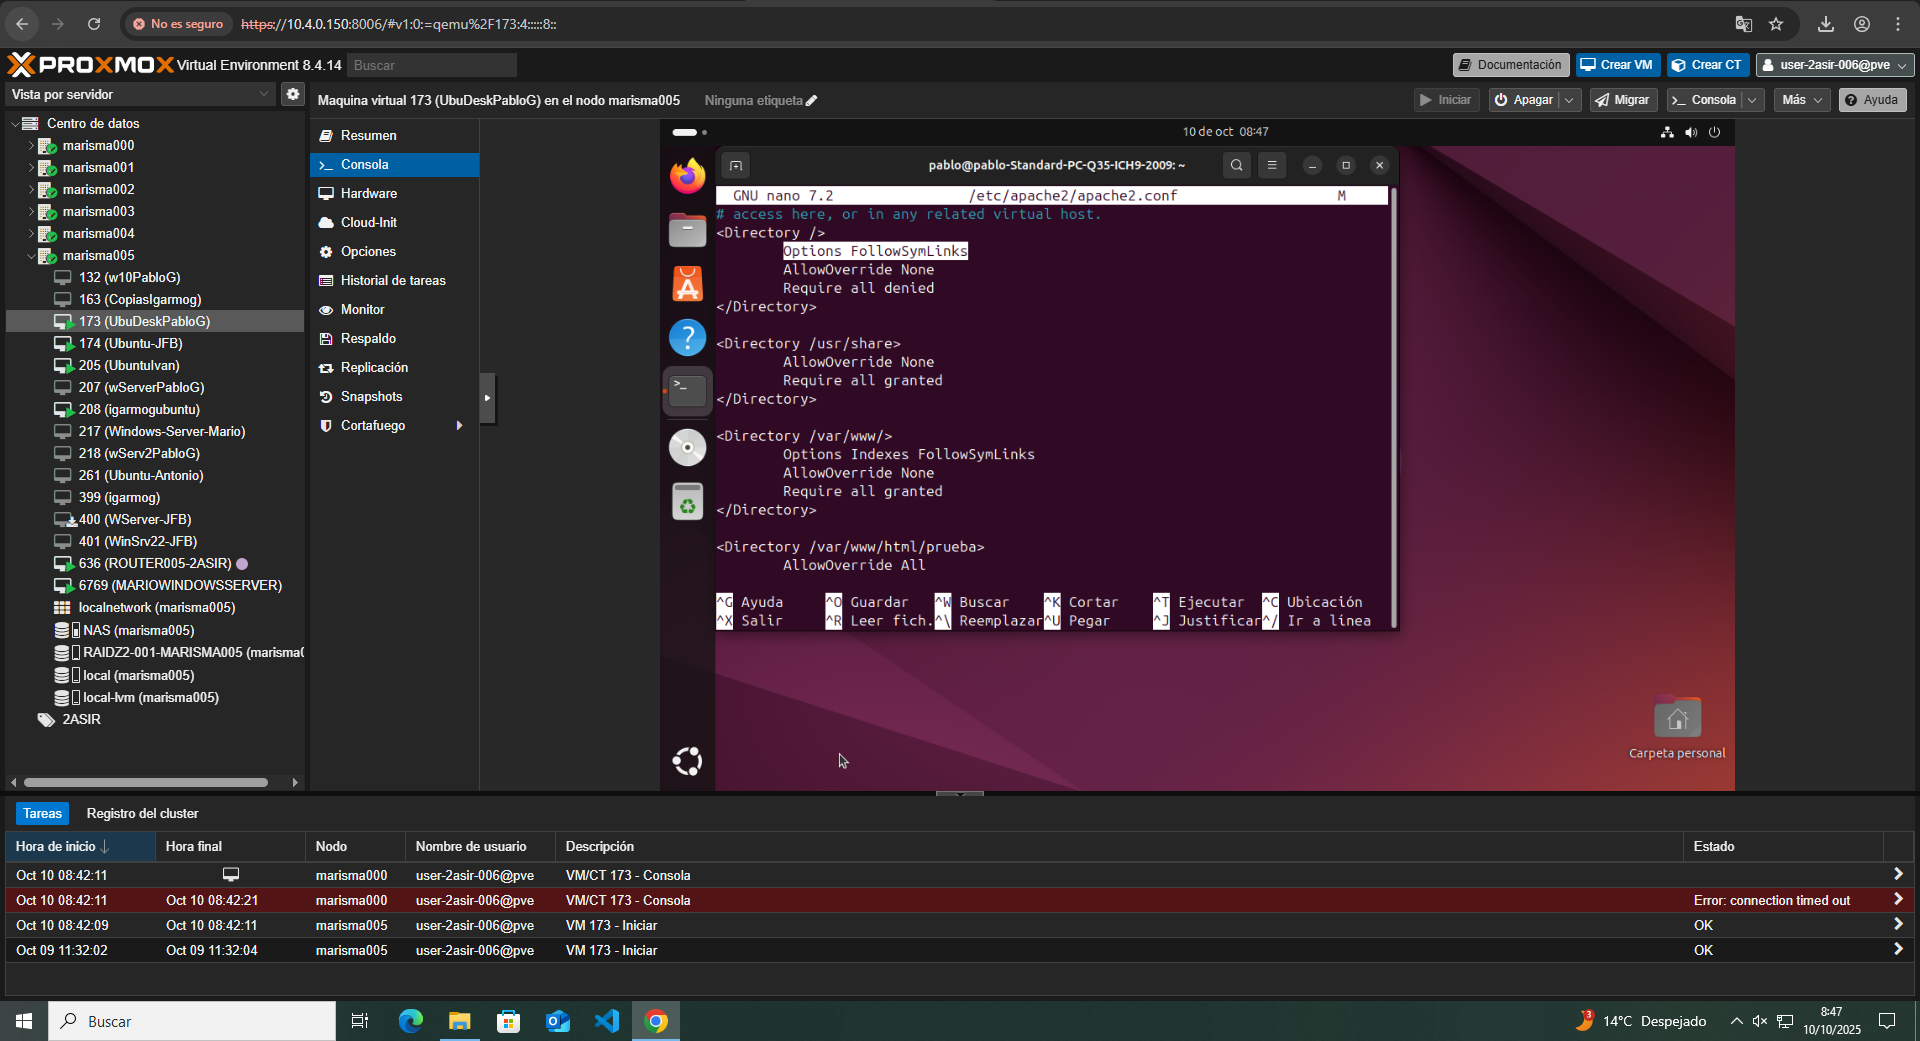 No es seguro
https://10.4.0.150:8006/#v1:0:=qemu%2F173:4:::::8::
PROXMOX Virtual Environment 8.4.14
Buscar
Documentación
Crear VM
Crear CT
user-2asir-006@pve
Vista por servidor
Maquina virtual 173 (UbuDeskPabloG) en el nodo marisma005
Ninguna etiqueta
Iniciar
Apagar
Migrar
Consola
Más
Ayuda
Centro de datos
marisma000
marisma001
marisma002
marisma003
marisma004
marisma005
132 (w10PabloG)
163 (CopiasIgarmog)
173 (UbuDeskPabloG)
174 (Ubuntu-JFB)
205 (UbuntuIvan)
207 (wServerPabloG)
208 (igarmogubuntu)
217 (Windows-Server-Mario)
218 (wServ2PabloG)
261 (Ubuntu-Antonio)
399 (igarmog)
400 (WServer-JFB)
401 (WinSrv22-JFB)
636 (ROUTER005-2ASIR)
6769 (MARIOWINDOWSSERVER)
localnetwork (marisma005)
NAS (marisma005)
RAIDZ2-001-MARISMA005 (marisma0
local (marisma005)
local-lvm (marisma005)
2ASIR
Resumen
Consola
Hardware
Cloud-Init
Opciones
Historial de tareas
Monitor
Respaldo
Replicación
Snapshots
Cortafuego
10 de oct 08:47
pablo@pablo-Standard-PC-Q35-ICH9-2009: ~
GNU nano 7.2 /etc/apache2/apache2.conf M
# access here, or in any related virtual host.
<Directory />
Options FollowSymLinks
AllowOverride None
Require all denied
</Directory>
<Directory /usr/share>
AllowOverride None
Require all granted
</Directory>
<Directory /var/www/>
Options Indexes FollowSymLinks
AllowOverride None
Require all granted
</Directory>
<Directory /var/www/html/prueba>
AllowOverride All
^G Ayuda ^O Guardar ^W Buscar ^K Cortar ^T Ejecutar ^C Ubicación
^X Salir ^R Leer fich. ^\ Reemplazar ^U Pegar ^J Justificar ^/ Ir a línea
Carpeta personal
Tareas
Registro del cluster
Hora de inicio Hora final Nodo Nombre de usuario Descripción Estado
Oct 10 08:42:11 marisma000 user-2asir-006@pve VM/CT 173 - Consola
Oct 10 08:42:11 Oct 10 08:42:21 marisma000 user-2asir-006@pve VM/CT 173 - Consola Error: connection timed out
Oct 10 08:42:09 Oct 10 08:42:11 marisma005 user-2asir-006@pve VM 173 - Iniciar OK
Oct 09 11:32:02 Oct 09 11:32:04 marisma005 user-2asir-006@pve VM 173 - Iniciar OK
Buscar
3
14°C Despejado
8:47
10/10/2025